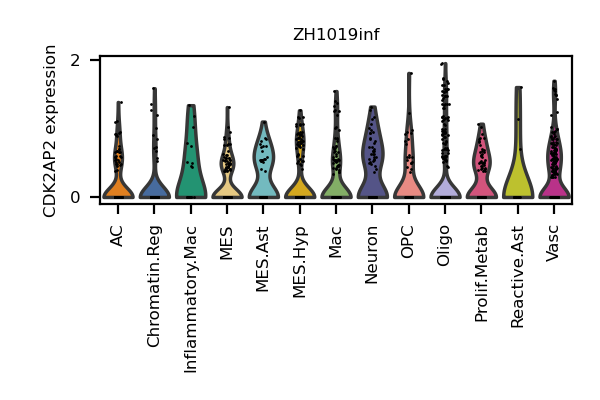 ZH1019inf
CDK2AP2 expression
2
0
AC
Chromatin.Reg
Inflammatory.Mac
MES
MES.Ast
MES.Hyp
Mac
Neuron
OPC
Oligo
Prolif.Metab
Reactive.Ast
Vasc